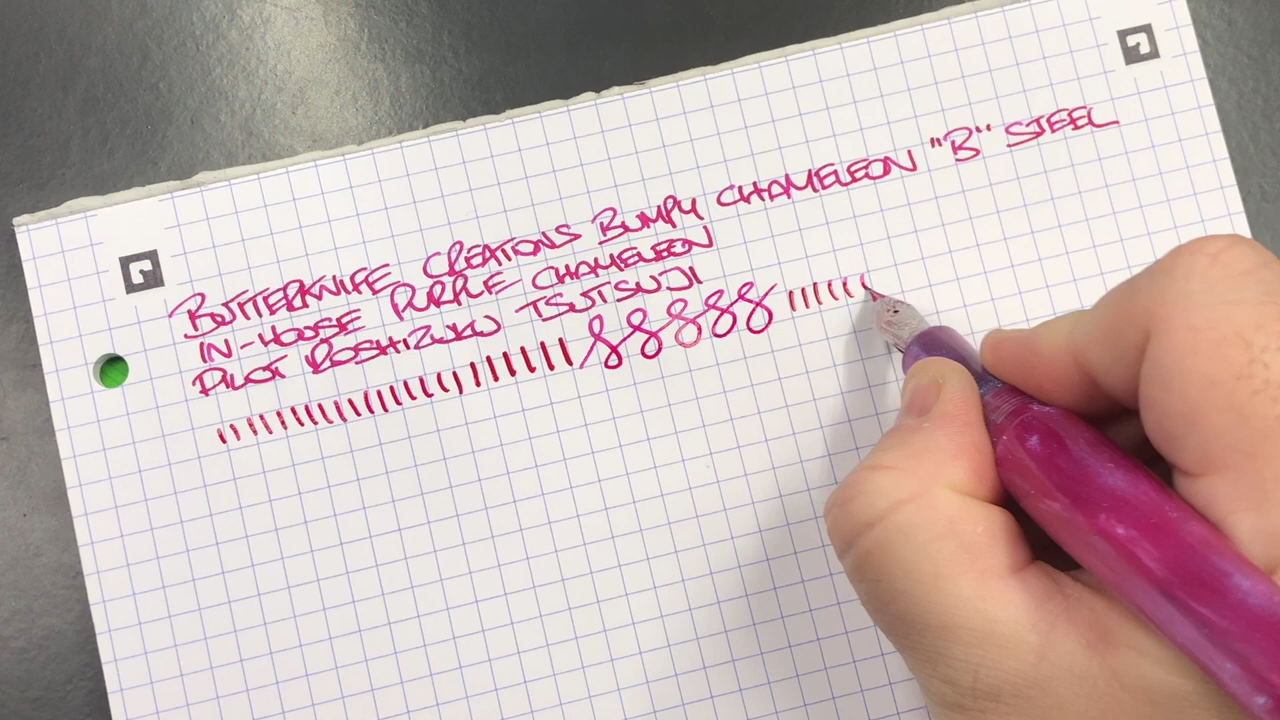 BUTTERKNIFE CREATIONS BUMPY CHAMELEON "B" STEEL
IN-HOUSE PURPLE CHAMELEON
PILOT IROSHIZUKU TSUTSUJI